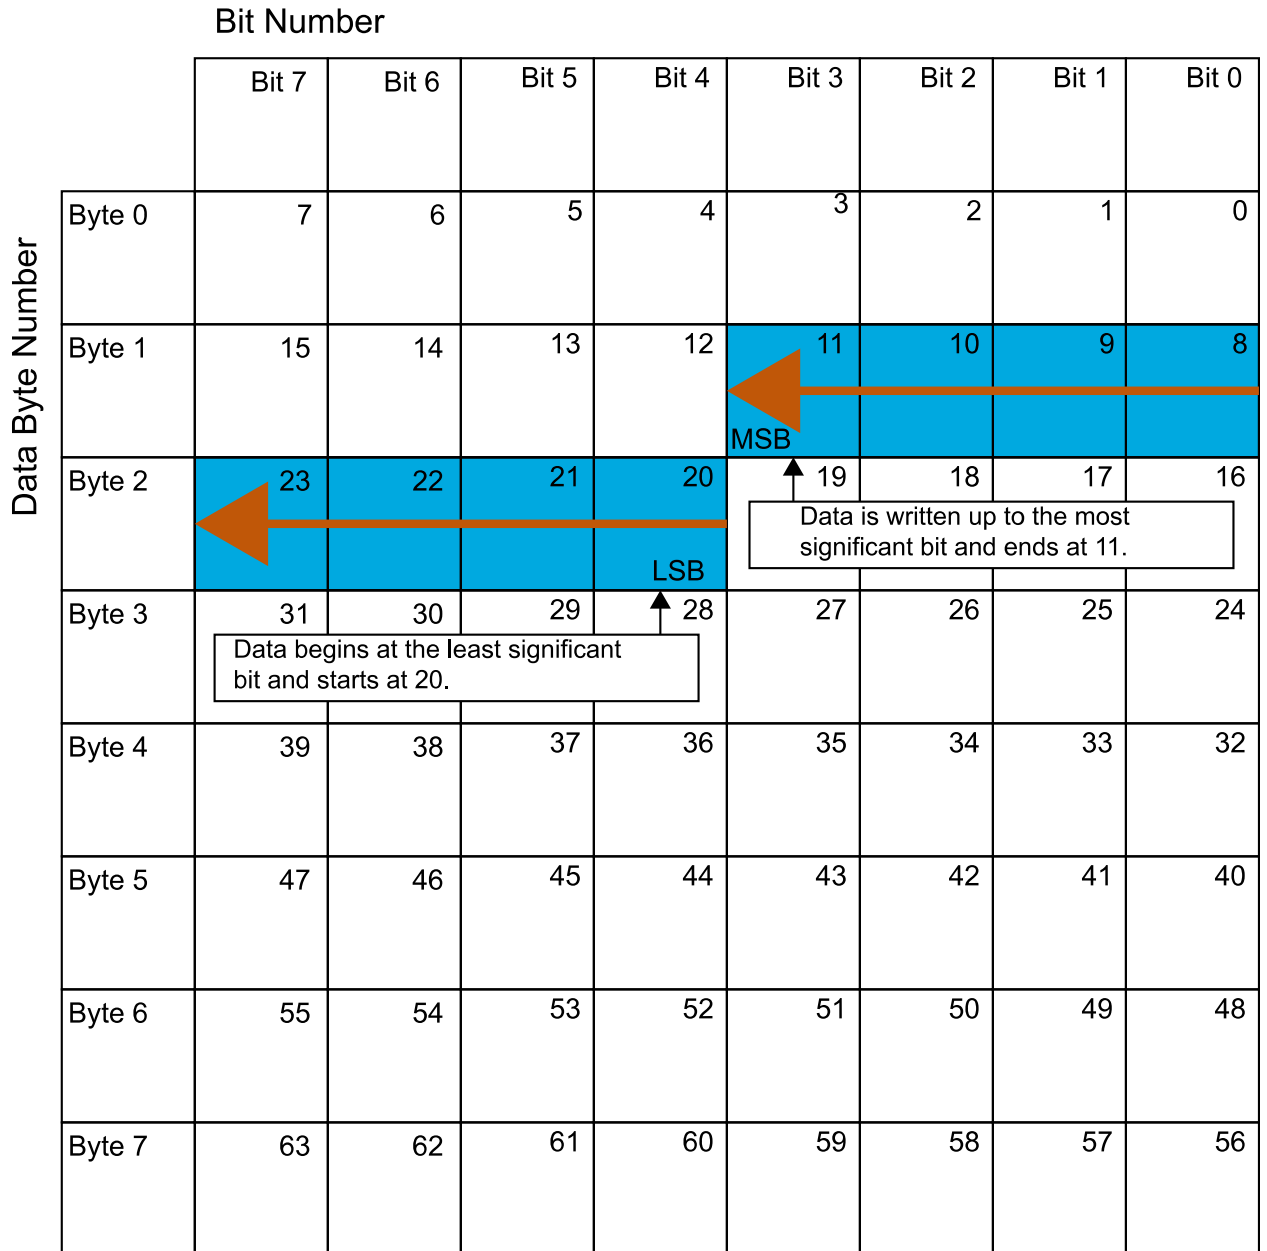 Bit Number
Bit 7 Bit 6 Bit 5 Bit 4 Bit 3 Bit 2 Bit 1 Bit 0
Data Byte Number
Byte 0 7 6 5 4 3 2 1 0
Byte 1 15 14 13 12 11 10 9 8
MSB
Byte 2 23 22 21 20 19 18 17 16
Data is written up to the most
significant bit and ends at 11.
LSB
Byte 3 31 30 29 28 27 26 25 24
Data begins at the least significant
bit and starts at 20.
Byte 4 39 38 37 36 35 34 33 32
Byte 5 47 46 45 44 43 42 41 40
Byte 6 55 54 53 52 51 50 49 48
Byte 7 63 62 61 60 59 58 57 56